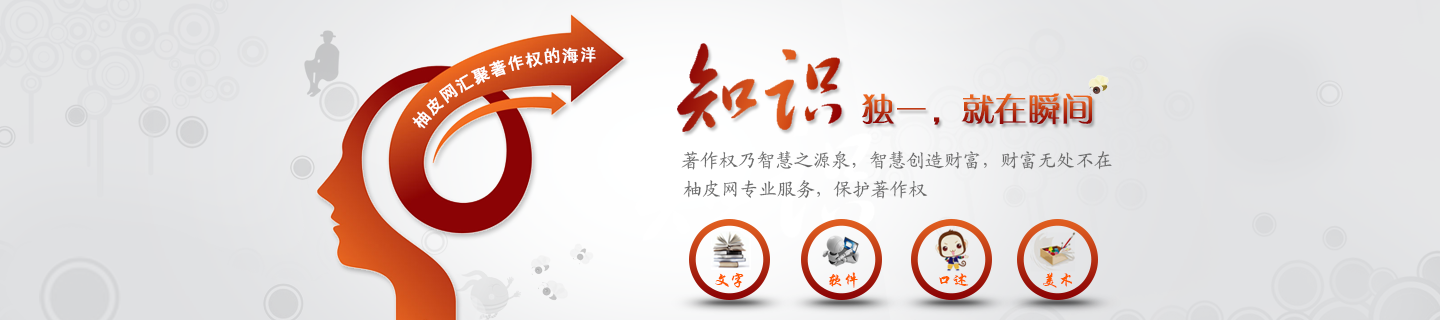 柚皮网汇聚著作权的海洋
知识 独一，就在瞬间
著作权乃智慧之源泉，智慧创造财富，财富无处不在
柚皮网专业服务，保护著作权
文字 软件 口述 美术